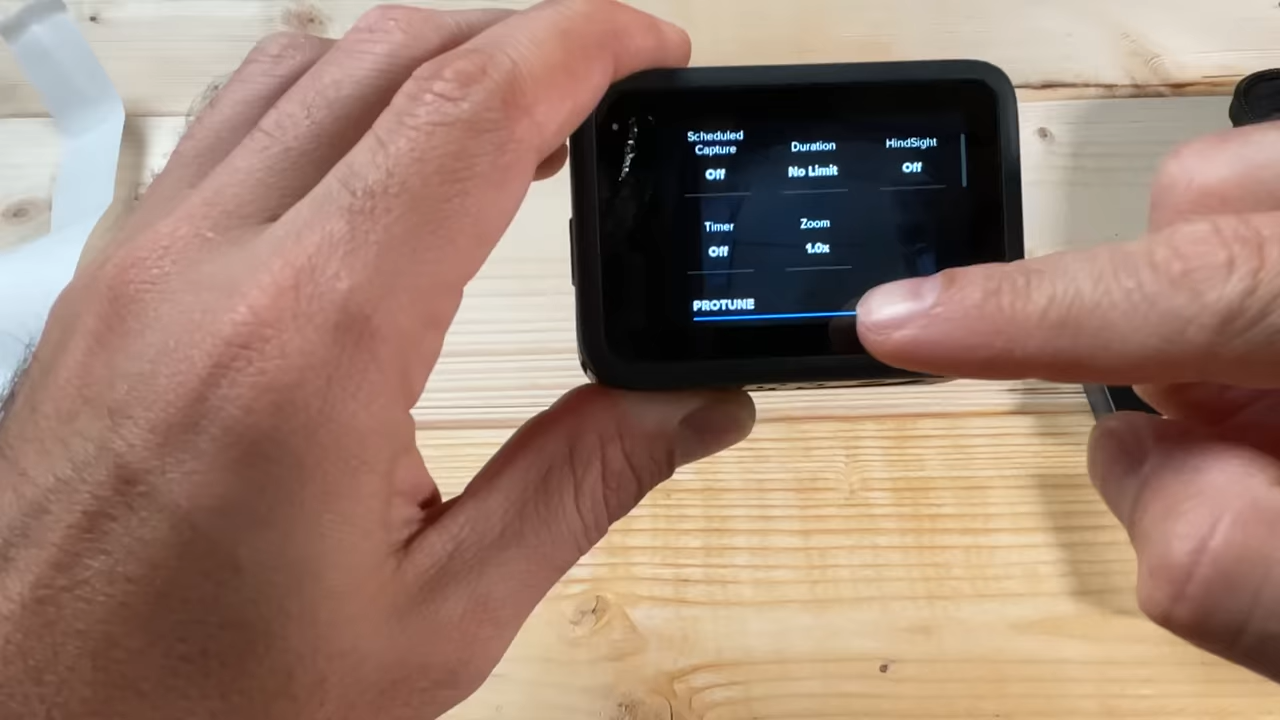 Scheduled
Capture
Off
Duration
No Limit
HindSight
Off
Timer
Off
Zoom
1.0x
PROTUNE